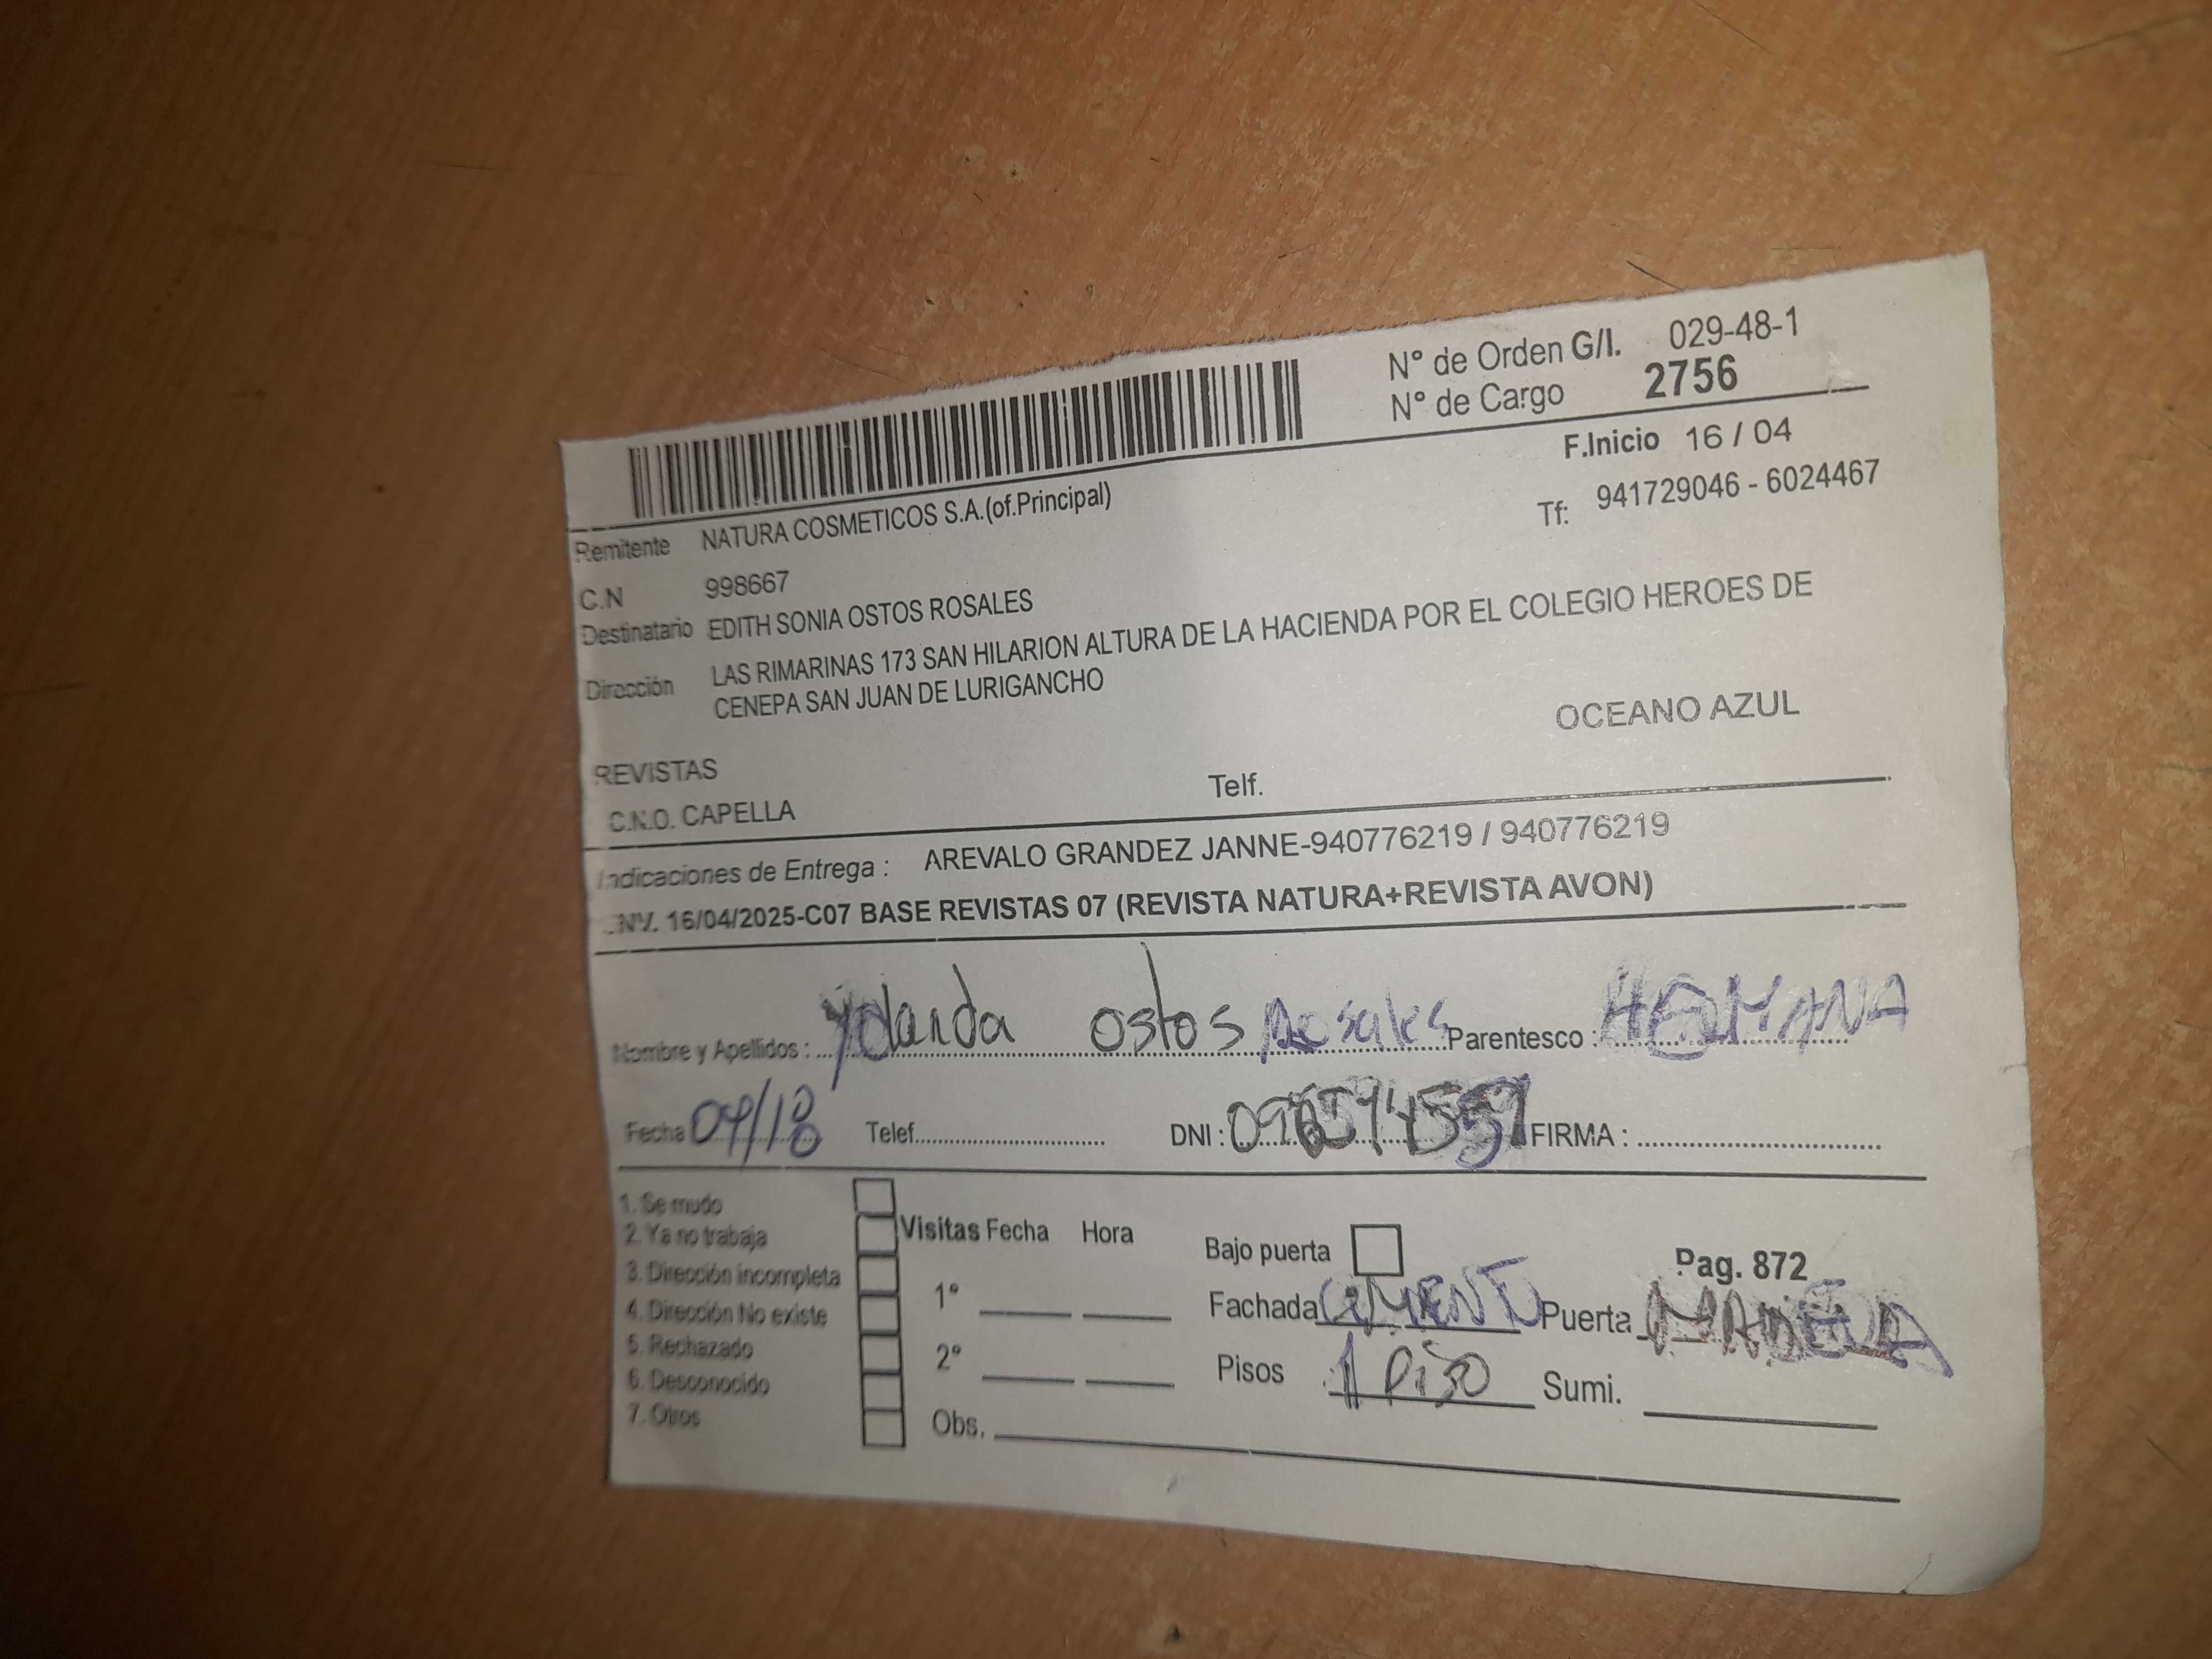 N° de Orden G/I. 029-48-1
N° de Cargo 2756
F.Inicio 16 / 04
Remitente NATURA COSMETICOS S.A.(of.Principal) Tf: 941729046 - 6024467
C.N 998667
Destinatario EDITH SONIA OSTOS ROSALES
Dirección LAS RIMARINAS 173 SAN HILARION ALTURA DE LA HACIENDA POR EL COLEGIO HEROES DE
CENEPA SAN JUAN DE LURIGANCHO
OCEANO AZUL
REVISTAS
C.N.O. CAPELLA Telf.
Indicaciones de Entrega : AREVALO GRANDEZ JANNE-940776219 / 940776219
INV. 16/04/2025-C07 BASE REVISTAS 07 (REVISTA NATURA+REVISTA AVON)
Nombre y Apellidos : Yolanda Ostos Rosales Parentesco : HERMANA
Fecha 04/18 Telef. DNI : FIRMA :
1. Se mudo
2. Ya no trabaja
3. Dirección incompleta
4. Dirección No existe
5. Rechazado
6. Desconocido
7. Otros
Visitas Fecha Hora
1°
2°
Obs.
Bajo puerta Pag. 872
Fachada CEMENTO Puerta MADERA
Pisos 1 Piso Sumi.